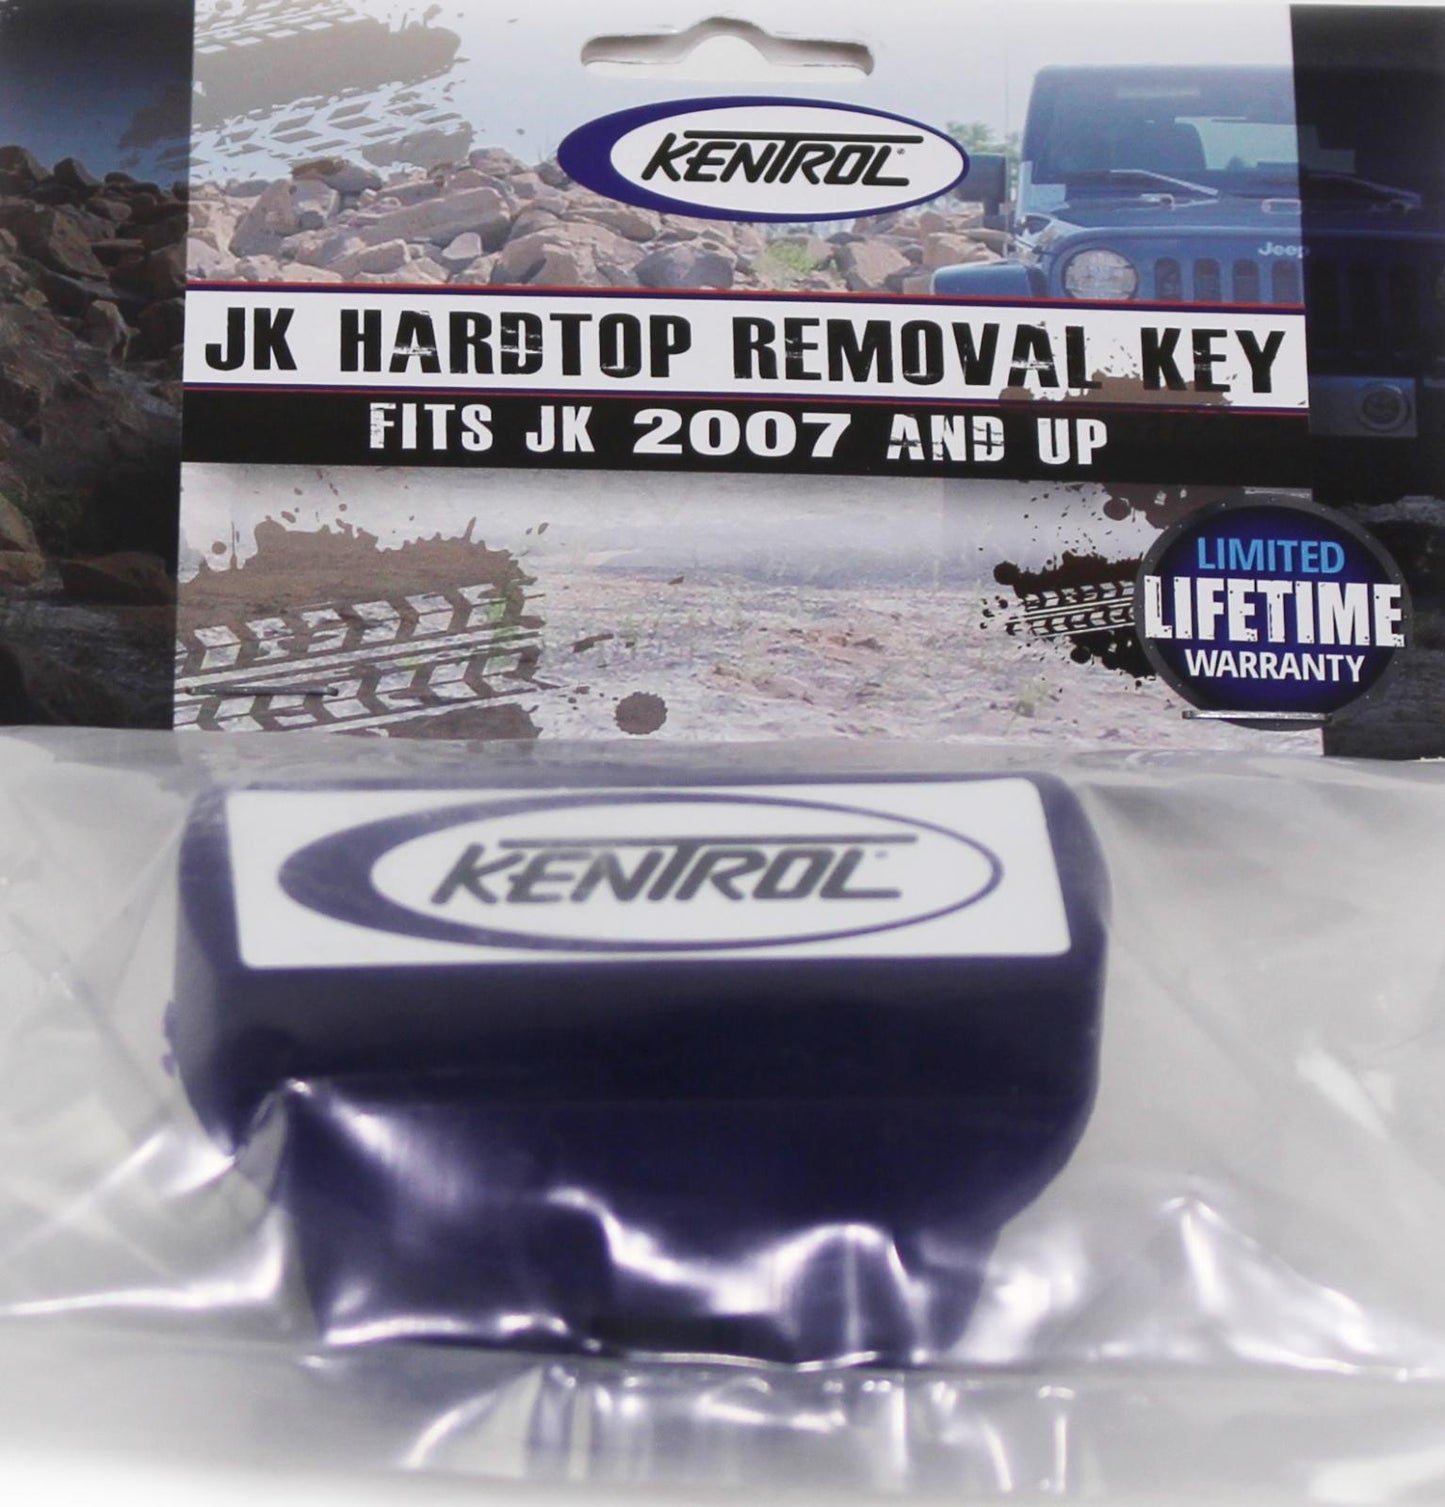 KENTROL®
Jeep
JK HARDTOP REMOVAL KEY
FITS JK 2007 AND UP
LIMITED
LIFETIME
WARRANTY
KENTROL